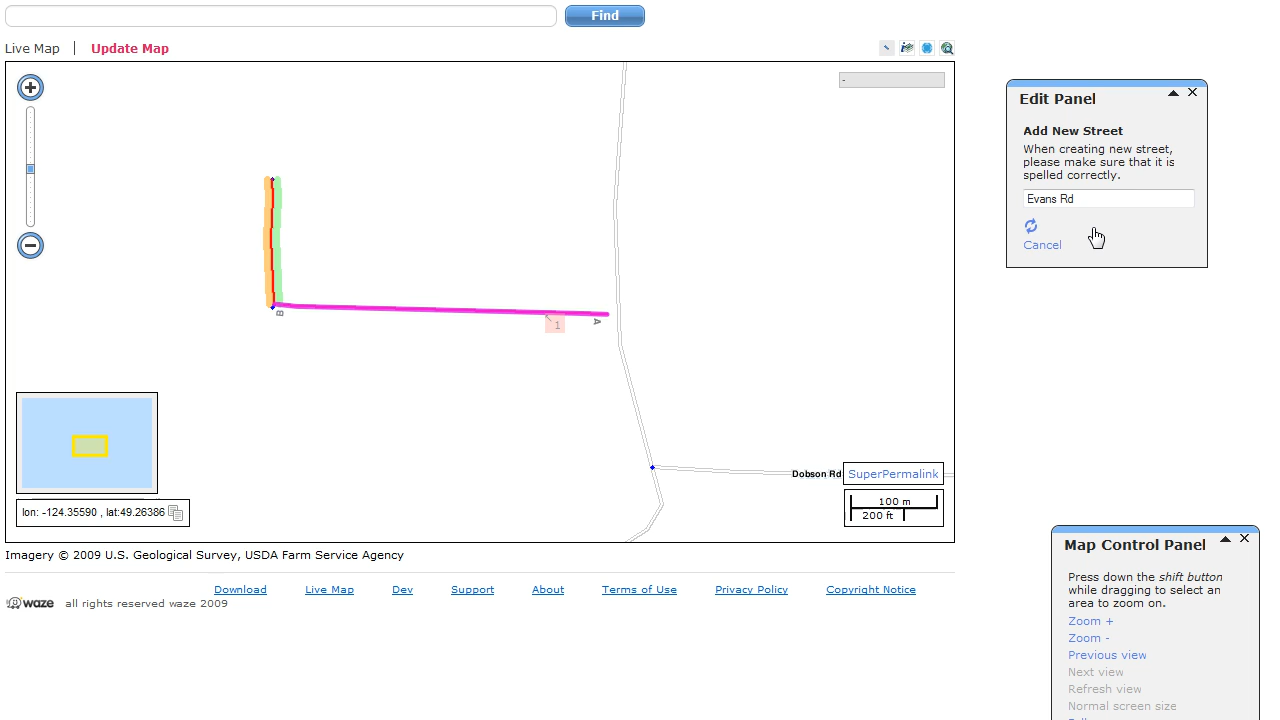 Find
Live Map | Update Map
-
Edit Panel
Add New Street
When creating new street,
please make sure that it is
spelled correctly.
Evans Rd
Cancel
B
1
A
Dobson Rd
SuperPermalink
100 m
200 ft
lon: -124.35590 , lat:49.26386
Imagery © 2009 U.S. Geological Survey, USDA Farm Service Agency
Download Live Map Dev Support About Terms of Use Privacy Policy Copyright Notice
waze all rights reserved waze 2009
Map Control Panel
Press down the shift button
while dragging to select an
area to zoom on.
Zoom +
Zoom -
Previous view
Next view
Refresh view
Normal screen size